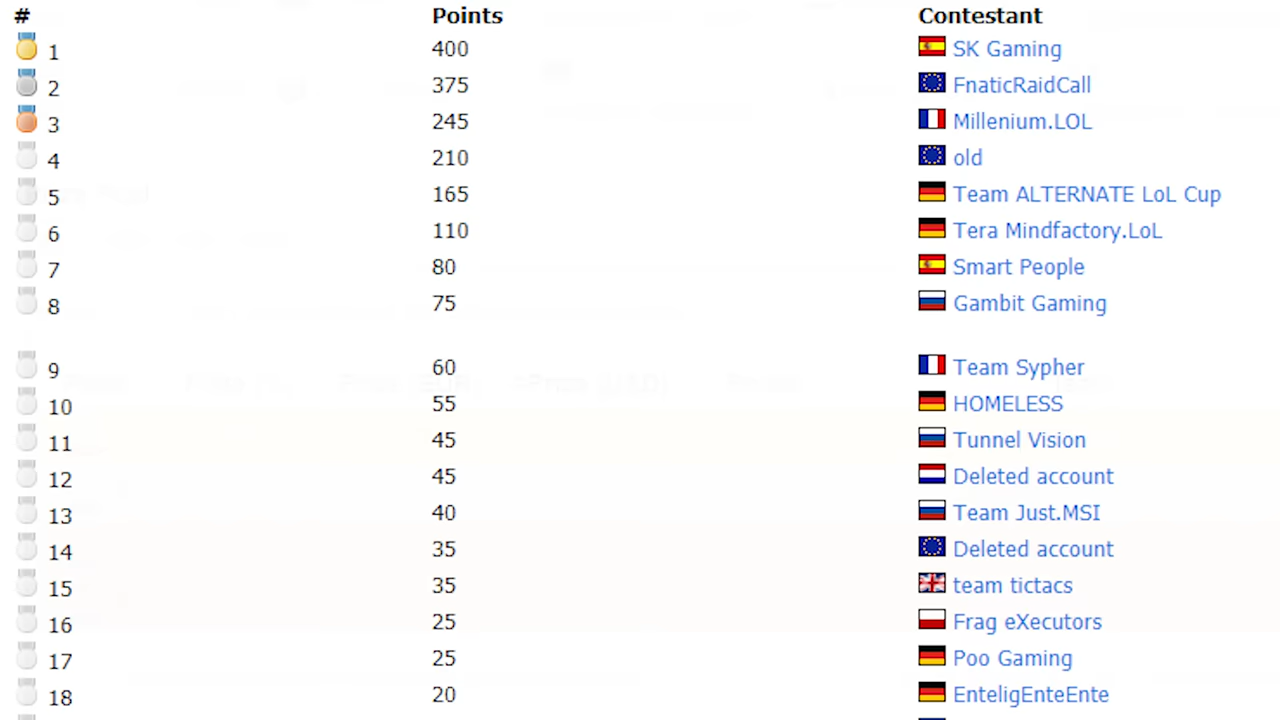 # Points Contestant
1 400 SK Gaming
2 375 FnaticRaidCall
3 245 Millenium.LOL
4 210 old
5 165 Team ALTERNATE LoL Cup
6 110 Tera Mindfactory.LoL
7 80 Smart People
8 75 Gambit Gaming
9 60 Team Sypher
10 55 HOMELESS
11 45 Tunnel Vision
12 45 Deleted account
13 40 Team Just.MSI
14 35 Deleted account
15 35 team tictacs
16 25 Frag eXecutors
17 25 Poo Gaming
18 20 EnteligEnteEnte